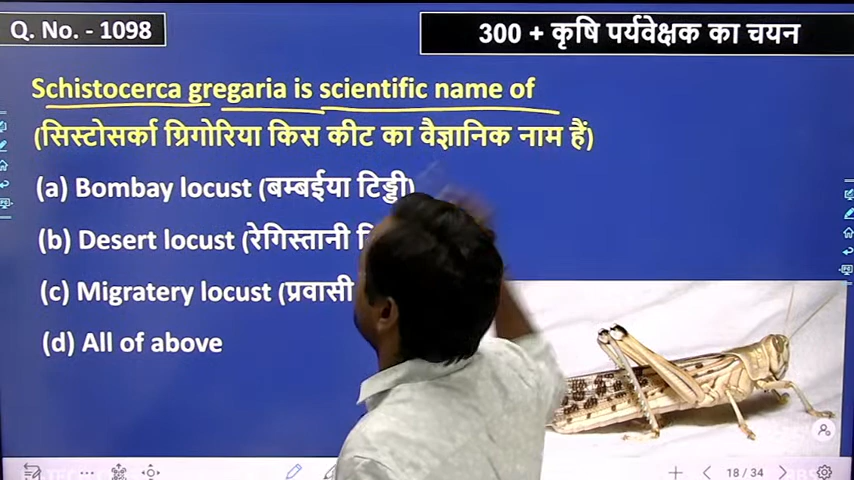 Q. No. - 1098
300 + कृषि पर्यवेक्षक का चयन
Schistocerca gregaria is scientific name of
(सिस्टोसर्का ग्रिगोरिया किस कीट का वैज्ञानिक नाम हैं)
(a) Bombay locust (बम्बईया टिड्डी)
(b) Desert locust (रेगिस्तानी
(c) Migratery locust (प्रवासी
(d) All of above
18 / 34